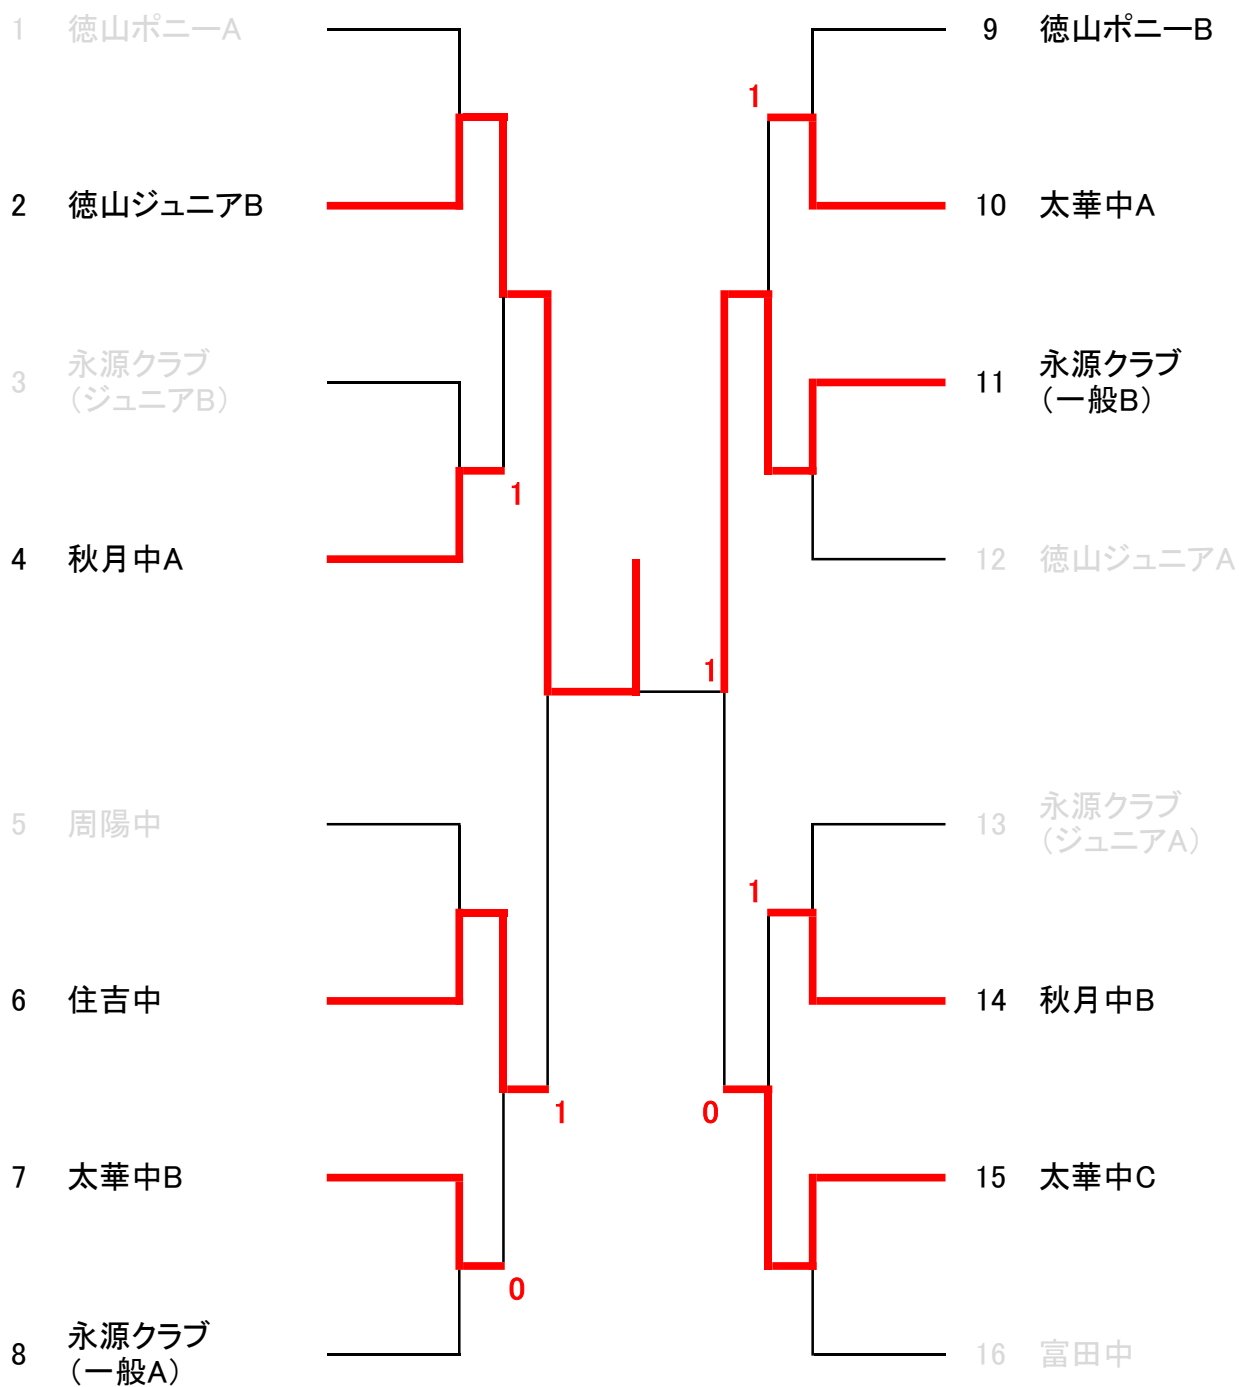 1 徳山ポニーA
2 徳山ジュニアB
3 永源クラブ
（ジュニアB）
1
4 秋月中A
5 周陽中
6 住吉中
1
7 太華中B
0
8 永源クラブ
（一般A）
9 徳山ポニーB
1
10 太華中A
11 永源クラブ
（一般B）
12 徳山ジュニアA
1
13 永源クラブ
（ジュニアA）
1
14 秋月中B
0
15 太華中C
16 富田中